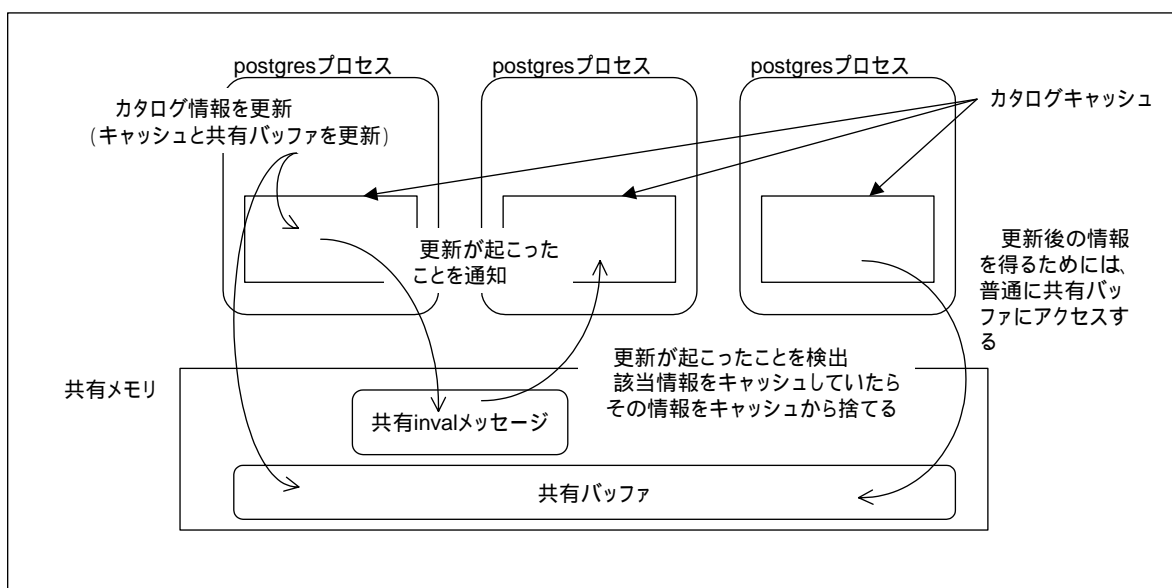 postgresプロセス
postgresプロセス
postgresプロセス
カタログ情報を更新
(キャッシュと共有バッファを更新)
カタログキャッシュ
更新が起こった
ことを通知
更新後の情報
を得るためには、
普通に共有バッ
ファにアクセスす
る
更新が起こったことを検出
該当情報をキャッシュしていたら
その情報をキャッシュから捨てる
共有メモリ
共有invalメッセージ
共有バッファ